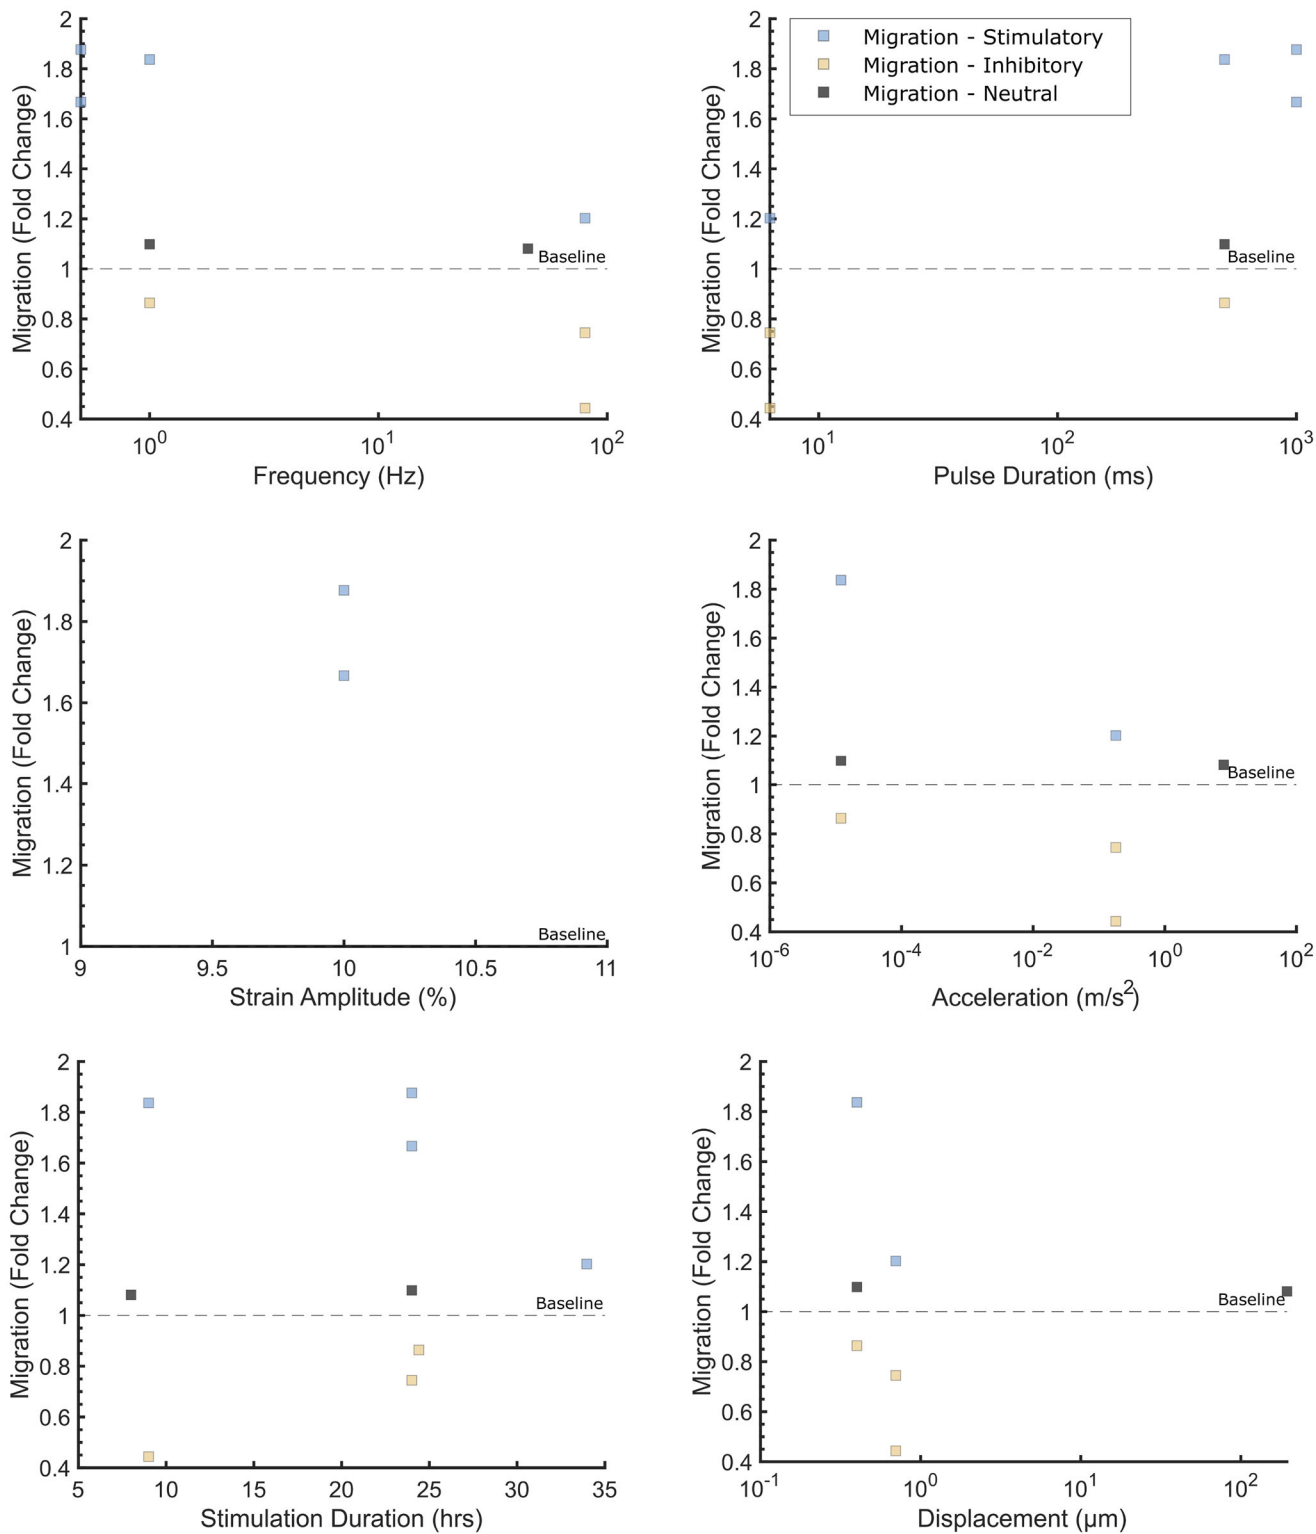 2
1.8
1.6
1.4
1.2
1
0.8
0.6
0.4
Migration (Fold Change)
Baseline
10^0 10^1 10^2
Frequency (Hz)
Migration - Stimulatory
Migration - Inhibitory
Migration - Neutral
2
1.8
1.6
1.4
1.2
1
0.8
0.6
0.4
Migration (Fold Change)
Baseline
10^1 10^2 10^3
Pulse Duration (ms)
2
1.8
1.6
1.4
1.2
1
Migration (Fold Change)
Baseline
9 9.5 10 10.5 11
Strain Amplitude (%)
2
1.8
1.6
1.4
1.2
1
0.8
0.6
0.4
Migration (Fold Change)
Baseline
10^-6 10^-4 10^-2 10^0 10^2
Acceleration (m/s^2)
2
1.8
1.6
1.4
1.2
1
0.8
0.6
0.4
Migration (Fold Change)
Baseline
5 10 15 20 25 30 35
Stimulation Duration (hrs)
2
1.8
1.6
1.4
1.2
1
0.8
0.6
0.4
Migration (Fold Change)
Baseline
10^-1 10^0 10^1 10^2
Displacement (μm)